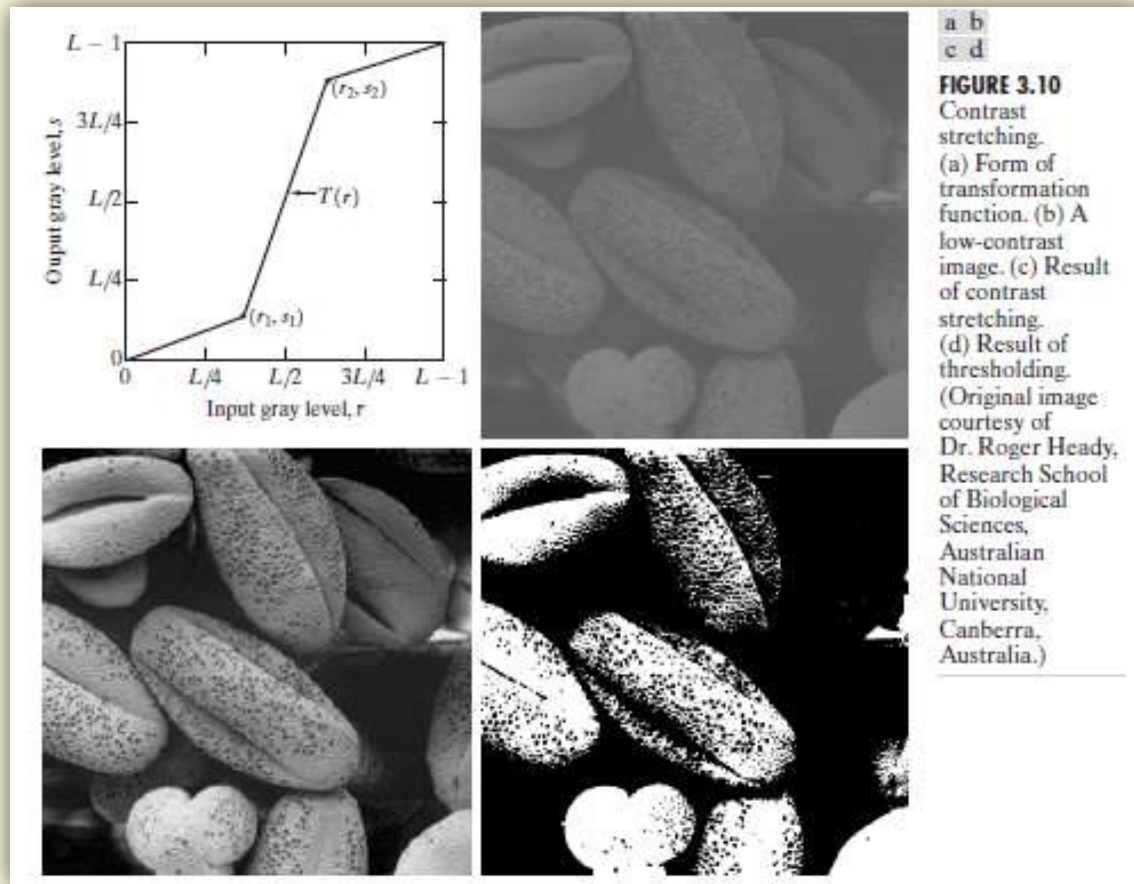 L – 1
3L/4
L/2
L/4
0
Ouput gray level, s
(r2, s2)
T(r)
(r1, s1)
0 L/4 L/2 3L/4 L – 1
Input gray level, r
a b
c d
FIGURE 3.10
Contrast
stretching.
(a) Form of
transformation
function. (b) A
low-contrast
image. (c) Result
of contrast
stretching.
(d) Result of
thresholding.
(Original image
courtesy of
Dr. Roger Heady,
Research School
of Biological
Sciences,
Australian
National
University,
Canberra,
Australia.)